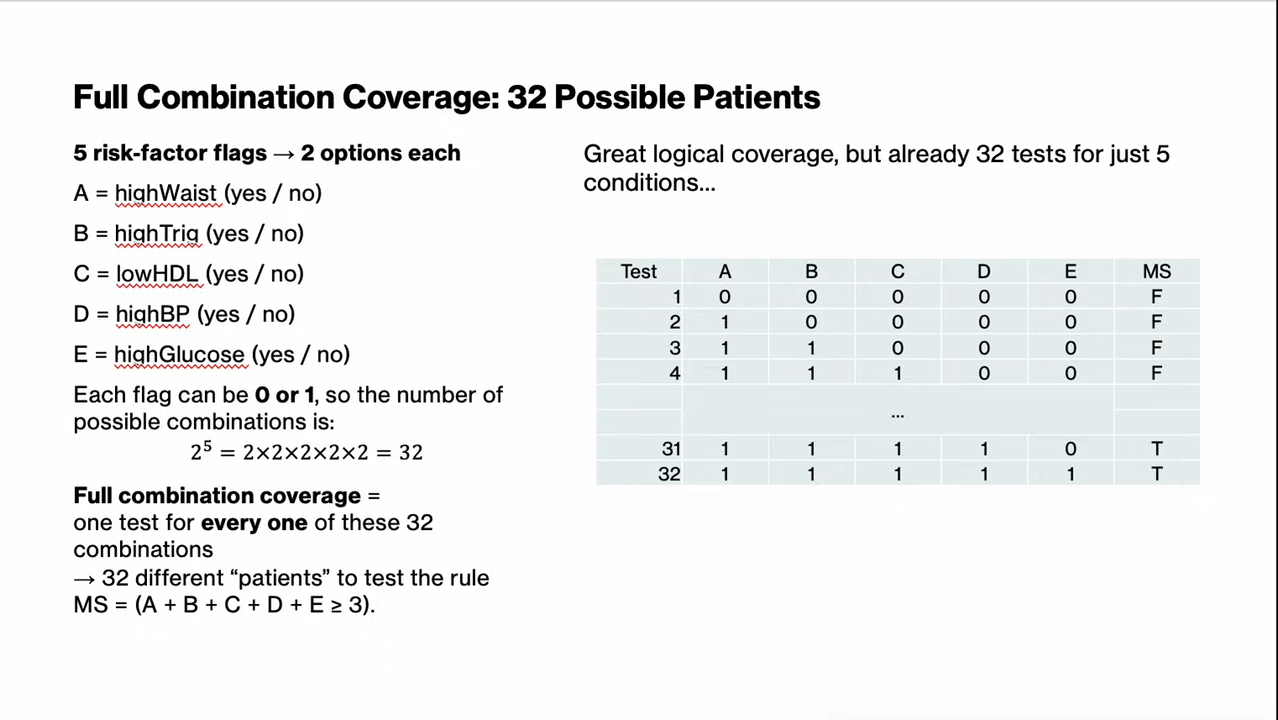 Full Combination Coverage: 32 Possible Patients
5 risk-factor flags → 2 options each
A = highWaist (yes / no)
B = highTrig (yes / no)
C = lowHDL (yes / no)
D = highBP (yes / no)
E = highGlucose (yes / no)
Each flag can be 0 or 1, so the number of
possible combinations is:
2⁵ = 2×2×2×2×2 = 32
Full combination coverage =
one test for every one of these 32
combinations
→ 32 different “patients” to test the rule
MS = (A + B + C + D + E ≥ 3).
Great logical coverage, but already 32 tests for just 5
conditions...
Test A B C D E MS
1 0 0 0 0 0 F
2 1 0 0 0 0 F
3 1 1 0 0 0 F
4 1 1 1 0 0 F
...
31 1 1 1 1 0 T
32 1 1 1 1 1 T